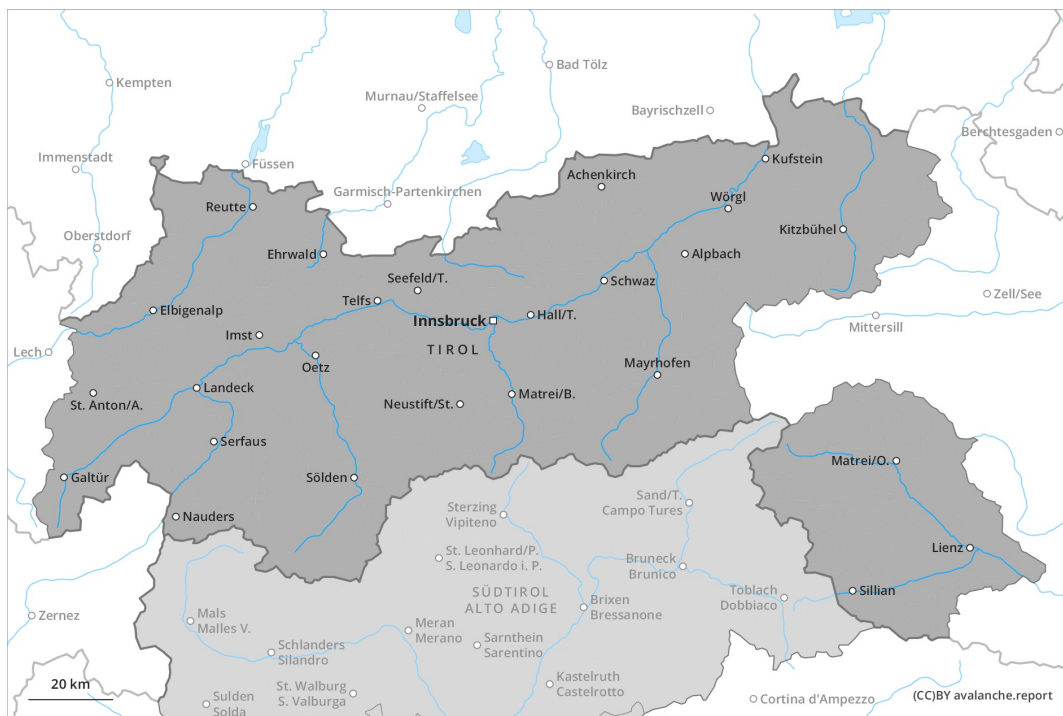 Kempten
Bad Tölz
Murnau/Staffelsee
Bayrischzell
Berchtesgaden
Immenstadt
Füssen
Kufstein
Achenkirch
Garmisch-Partenkirchen
Reutte
Wörgl
Oberstdorf
Kitzbühel
Ehrwald
Alpbach
Seefeld/T.
Schwaz
Zell/See
Telfs
Elbigenalp
Innsbruck
Hall/T.
Mittersill
Imst
TIROL
Lech
Oetz
Mayrhofen
Landeck
St. Anton/A.
Neustift/St.
Matrei/B.
Serfaus
Matrei/O.
Galtür
Sölden
Sand/T.
Campo Tures
Sterzing
Vipiteno
Nauders
Lienz
St. Leonhard/P.
S. Leonardo i. P.
Bruneck
Brunico
SÜDTIROL
ALTO ADIGE
Sillian
Toblach
Dobbiaco
Brixen
Bressanone
Zernez
Mals
Malles V.
Meran
Merano
Sarnthein
Sarentino
Schlanders
Silandro
Kastelruth
Castelrotto
20 km
St. Walburg
S. Valburga
Sulden
Solda
Cortina d'Ampezzo
(CC)BY avalanche.report